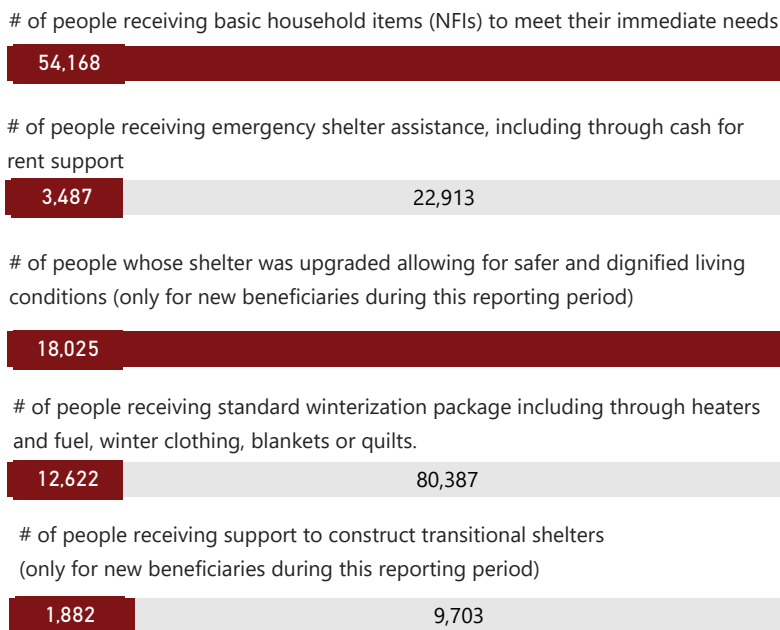 # of people receiving basic household items (NFIs) to meet their immediate needs
54,168
# of people receiving emergency shelter assistance, including through cash for
rent support
3,487 22,913
# of people whose shelter was upgraded allowing for safer and dignified living
conditions (only for new beneficiaries during this reporting period)
18,025
# of people receiving standard winterization package including through heaters
and fuel, winter clothing, blankets or quilts.
12,622 80,387
# of people receiving support to construct transitional shelters
(only for new beneficiaries during this reporting period)
1,882 9,703